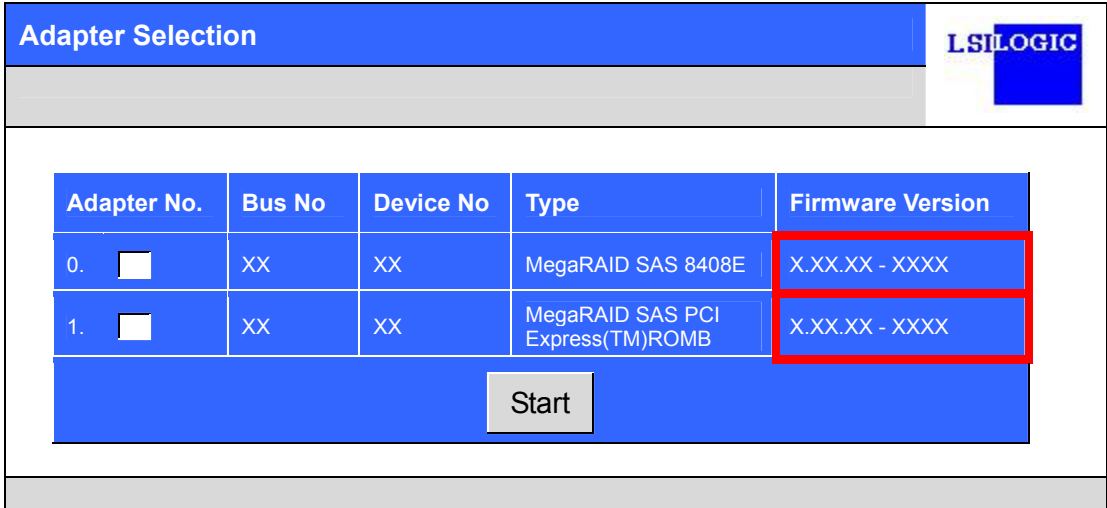 Adapter Selection
LSILOGIC
Adapter No. Bus No Device No Type Firmware Version
0. XX XX MegaRAID SAS 8408E X.XX.XX - XXXX
1. XX XX MegaRAID SAS PCI
Express(TM)ROMB X.XX.XX - XXXX
Start